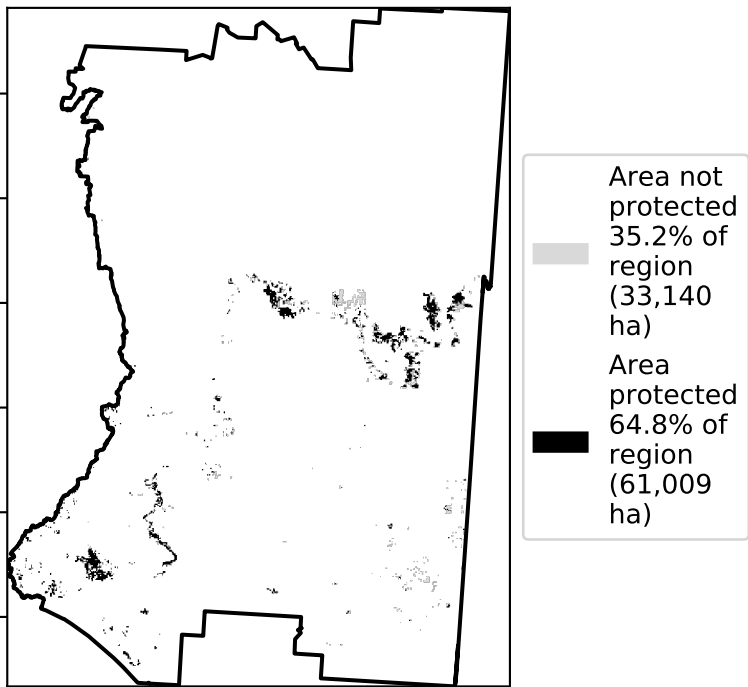 Area not
protected
35.2% of
region
(33,140
ha)
Area
protected
64.8% of
region
(61,009
ha)